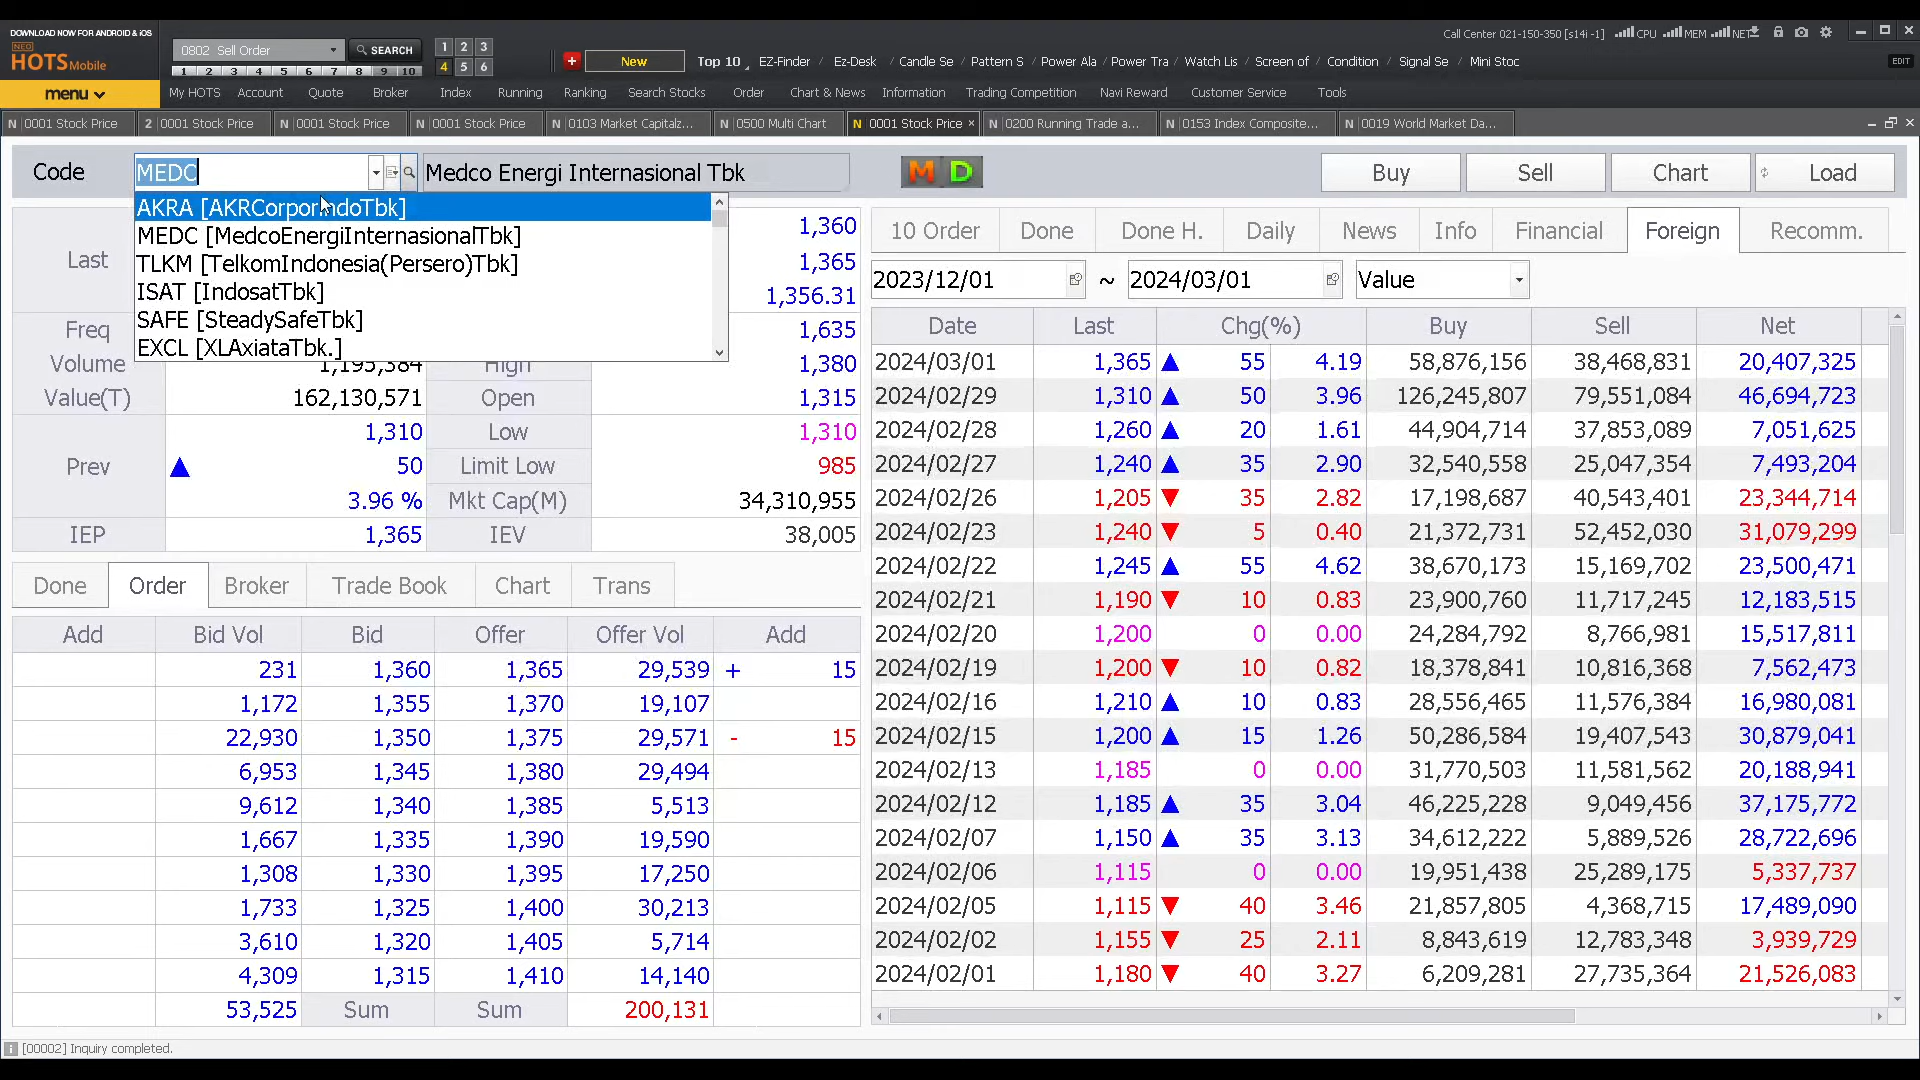 DOWNLOAD NOW FOR ANDROID & iOS
NEO
HOTS Mobile
menu
0802 Sell Order
SEARCH
1 2 3 4 5 6 7 8 9 10
1 2 3
4 5 6
New
Top 10 EZ-Finder / Ez-Desk / Candle Se / Pattern S / Power Ala / Power Tra / Watch Lis / Screen of / Condition / Signal Se / Mini Stoc
Call Center 021-150-350 [s14i -1] CPU MEM NET
EDIT
My HOTS Account Quote Broker Index Running Ranking Search Stocks Order Chart & News Information Trading Competition Navi Reward Customer Service Tools
N 0001 Stock Price 2 0001 Stock Price N 0001 Stock Price N 0001 Stock Price N 0103 Market Capitalz... N 0500 Multi Chart N 0001 Stock Price × N 0200 Running Trade a... N 0153 Index Composite... N 0019 World Market Da...
Code MEDC Medco Energi Internasional Tbk M D Buy Sell Chart Load
AKRA [AKRCorporindoTbk]
MEDC [MedcoEnergiInternasionalTbk]
TLKM [TelkomIndonesia(Persero)Tbk]
ISAT [IndosatTbk]
SAFE [SteadySafeTbk]
EXCL [XLAxiataTbk.]
1,360
Last 1,365
1,356.31
Freq 1,635
Volume 1,195,384 High 1,380
Value(T) 162,130,571 Open 1,315
1,310 Low 1,310
Prev ▲ 50 Limit Low 985
3.96 % Mkt Cap(M) 34,310,955
IEP 1,365 IEV 38,005
Done Order Broker Trade Book Chart Trans
Add Bid Vol Bid Offer Offer Vol Add
231 1,360 1,365 29,539 + 15
1,172 1,355 1,370 19,107
22,930 1,350 1,375 29,571 - 15
6,953 1,345 1,380 29,494
9,612 1,340 1,385 5,513
1,667 1,335 1,390 19,590
1,308 1,330 1,395 17,250
1,733 1,325 1,400 30,213
3,610 1,320 1,405 5,714
4,309 1,315 1,410 14,140
53,525 Sum Sum 200,131
10 Order Done Done H. Daily News Info Financial Foreign Recomm.
2023/12/01 ~ 2024/03/01 Value
Date Last Chg(%) Buy Sell Net
2024/03/01 1,365 ▲ 55 4.19 58,876,156 38,468,831 20,407,325
2024/02/29 1,310 ▲ 50 3.96 126,245,807 79,551,084 46,694,723
2024/02/28 1,260 ▲ 20 1.61 44,904,714 37,853,089 7,051,625
2024/02/27 1,240 ▲ 35 2.90 32,540,558 25,047,354 7,493,204
2024/02/26 1,205 ▼ 35 2.82 17,198,687 40,543,401 23,344,714
2024/02/23 1,240 ▼ 5 0.40 21,372,731 52,452,030 31,079,299
2024/02/22 1,245 ▲ 55 4.62 38,670,173 15,169,702 23,500,471
2024/02/21 1,190 ▼ 10 0.83 23,900,760 11,717,245 12,183,515
2024/02/20 1,200 0 0.00 24,284,792 8,766,981 15,517,811
2024/02/19 1,200 ▼ 10 0.82 18,378,841 10,816,368 7,562,473
2024/02/16 1,210 ▲ 10 0.83 28,556,465 11,576,384 16,980,081
2024/02/15 1,200 ▲ 15 1.26 50,286,584 19,407,543 30,879,041
2024/02/13 1,185 0 0.00 31,770,503 11,581,562 20,188,941
2024/02/12 1,185 ▲ 35 3.04 46,225,228 9,049,456 37,175,772
2024/02/07 1,150 ▲ 35 3.13 34,612,222 5,889,526 28,722,696
2024/02/06 1,115 0 0.00 19,951,438 25,289,175 5,337,737
2024/02/05 1,115 ▼ 40 3.46 21,857,805 4,368,715 17,489,090
2024/02/02 1,155 ▼ 25 2.11 8,843,619 12,783,348 3,939,729
2024/02/01 1,180 ▼ 40 3.27 6,209,281 27,735,364 21,526,083
[00002] Inquiry completed.